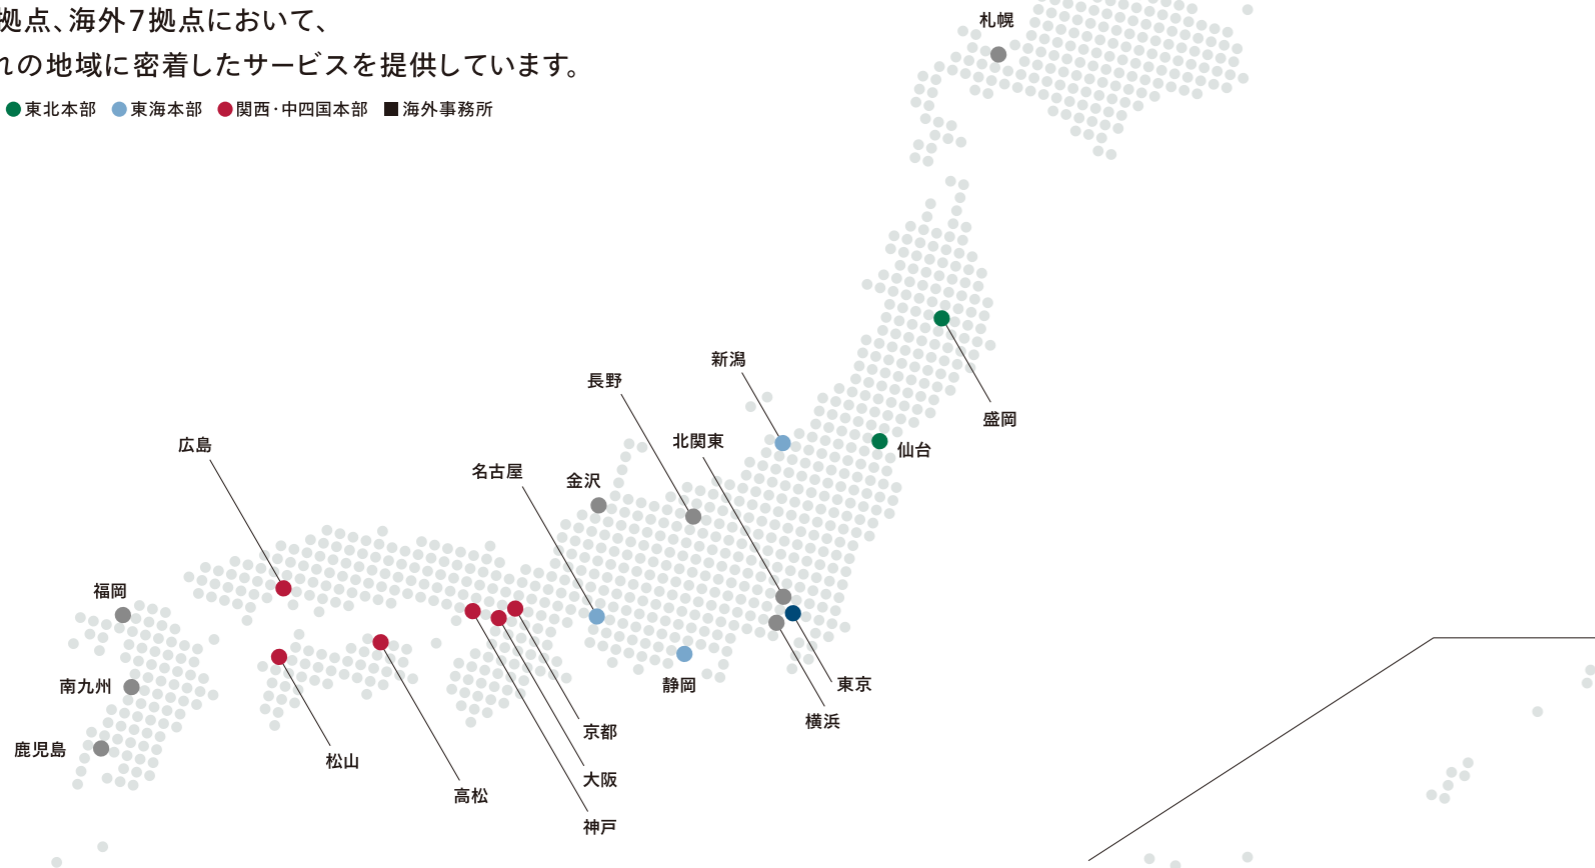 拠点、海外7拠点において、
れの地域に密着したサービスを提供しています。
東北本部 東海本部 関西・中四国本部 海外事務所
札幌
新潟
長野
盛岡
北関東
広島
仙台
名古屋
金沢
福岡
南九州
静岡
東京
横浜
京都
鹿児島
松山
大阪
高松
神戸